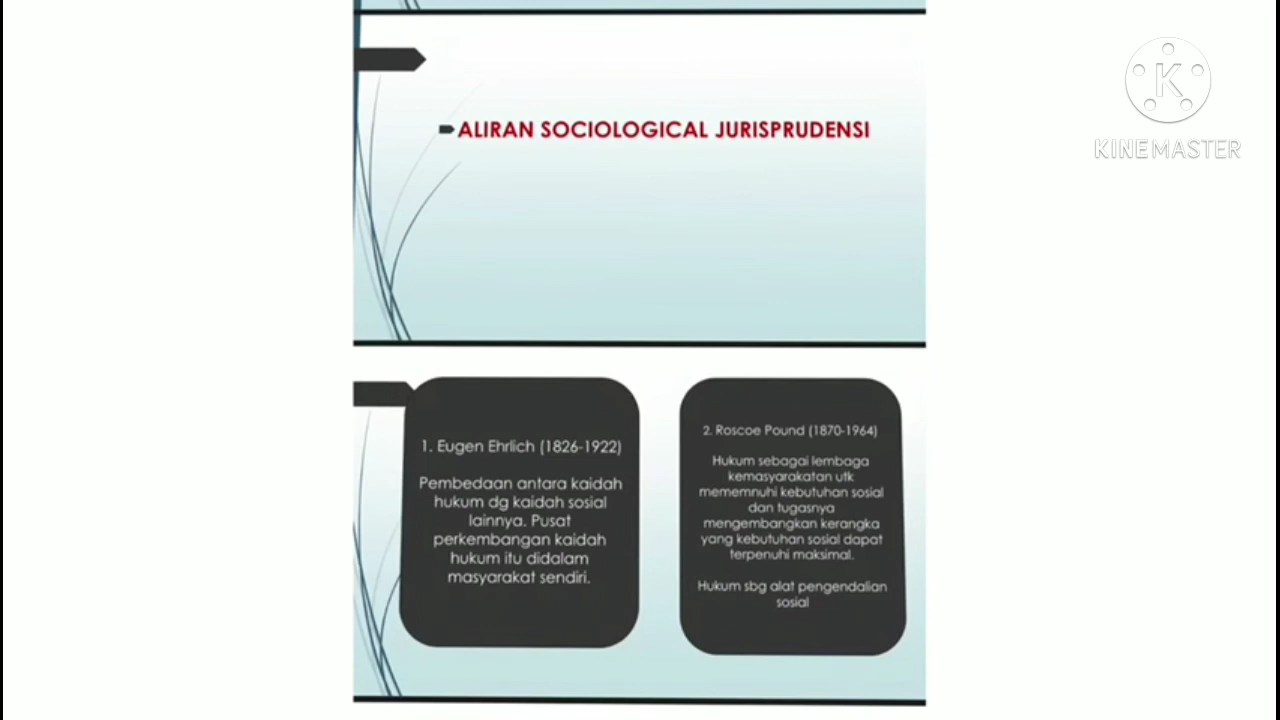 KINEMASTER
ALIRAN SOCIOLOGICAL JURISPRUDENSI
1. Eugen Ehrlich (1826-1922)
Pembedaan antara kaidah
hukum dg kaidah sosial
lainnya. Pusat
perkembangan kaidah
hukum itu didalam
masyarakat sendiri.
2. Roscoe Pound (1870-1964)
Hukum sebagai lembaga
kemasyarakatan utk
mememnuhi kebutuhan sosial
dan tugasnya
mengembangkan kerangka
yang kebutuhan sosial dapat
terpenuhi maksimal.
Hukum sbg alat pengendalian
sosial